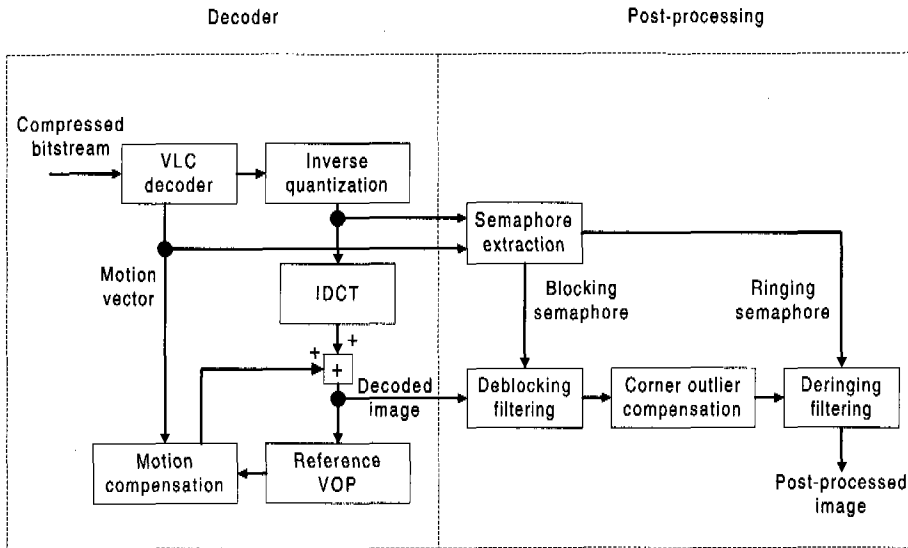 Decoder
Post-processing
Compressed
bitstream
VLC
decoder
Inverse
quantization
Semaphore
extraction
Motion
vector
IDCT
Blocking
semaphore
Ringing
semaphore
+
+
+
Decoded
image
Deblocking
filtering
Corner outlier
compensation
Deringing
filtering
Motion
compensation
Reference
VOP
Post-processed
image